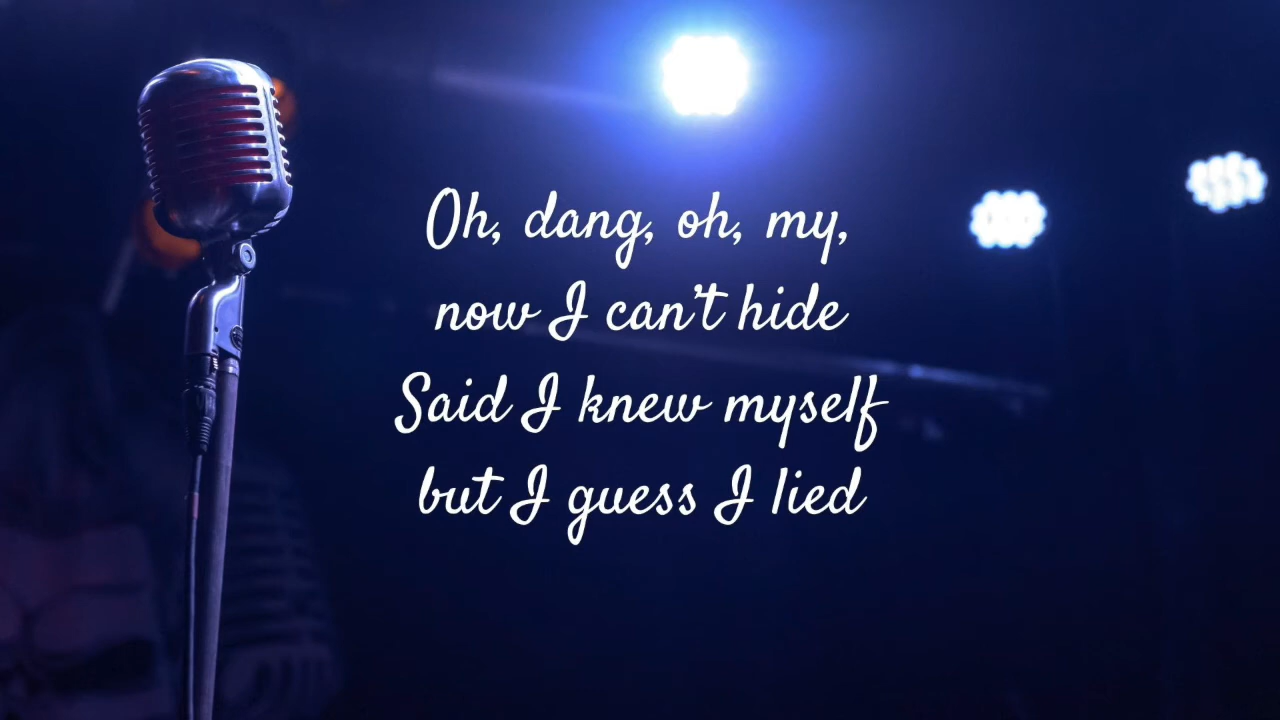 Oh, dang, oh, my,
now I can't hide
Said I knew myself
but I guess I lied